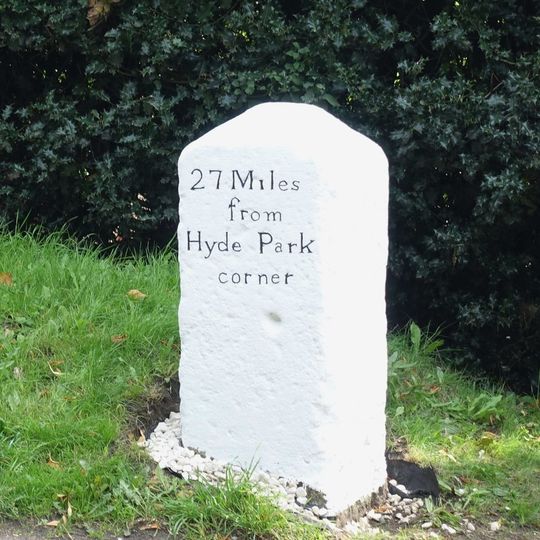 27 Miles
from
Hyde Park
corner